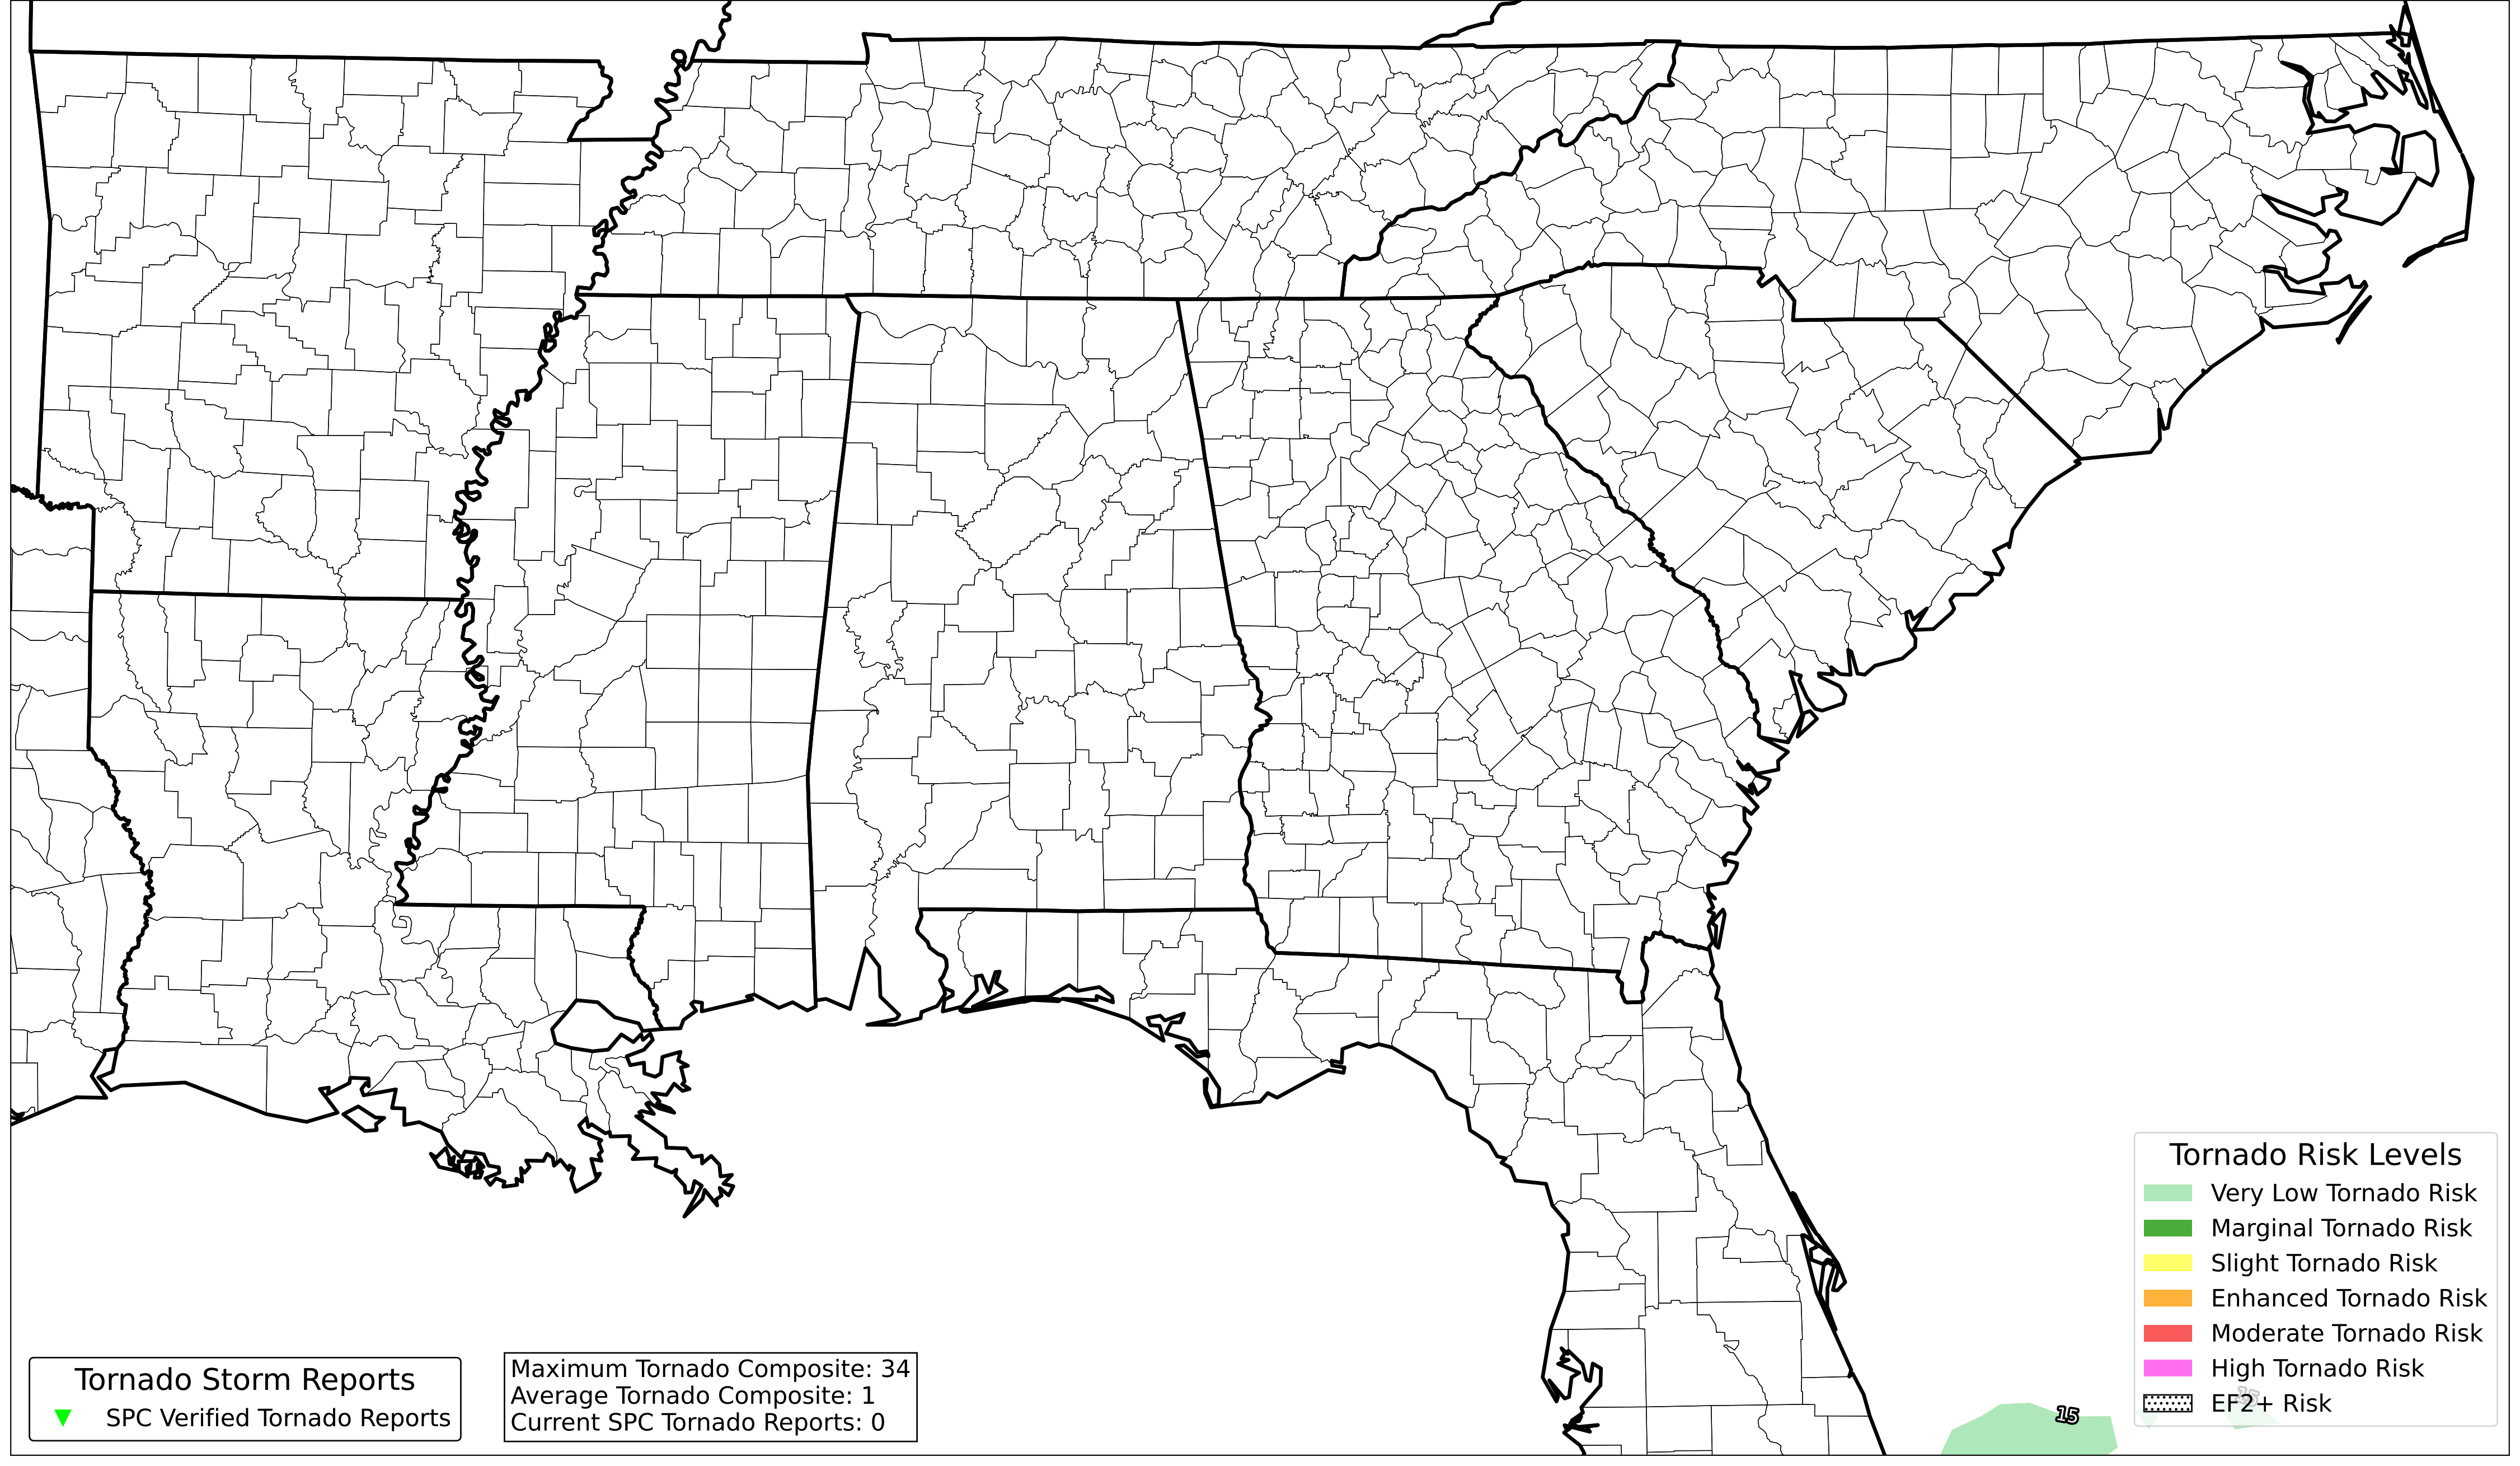 Tornado Risk Levels
Very Low Tornado Risk
Marginal Tornado Risk
Slight Tornado Risk
Enhanced Tornado Risk
Moderate Tornado Risk
High Tornado Risk
EF2+ Risk
Tornado Storm Reports
SPC Verified Tornado Reports
Maximum Tornado Composite: 34
Average Tornado Composite: 1
Current SPC Tornado Reports: 0
15
15